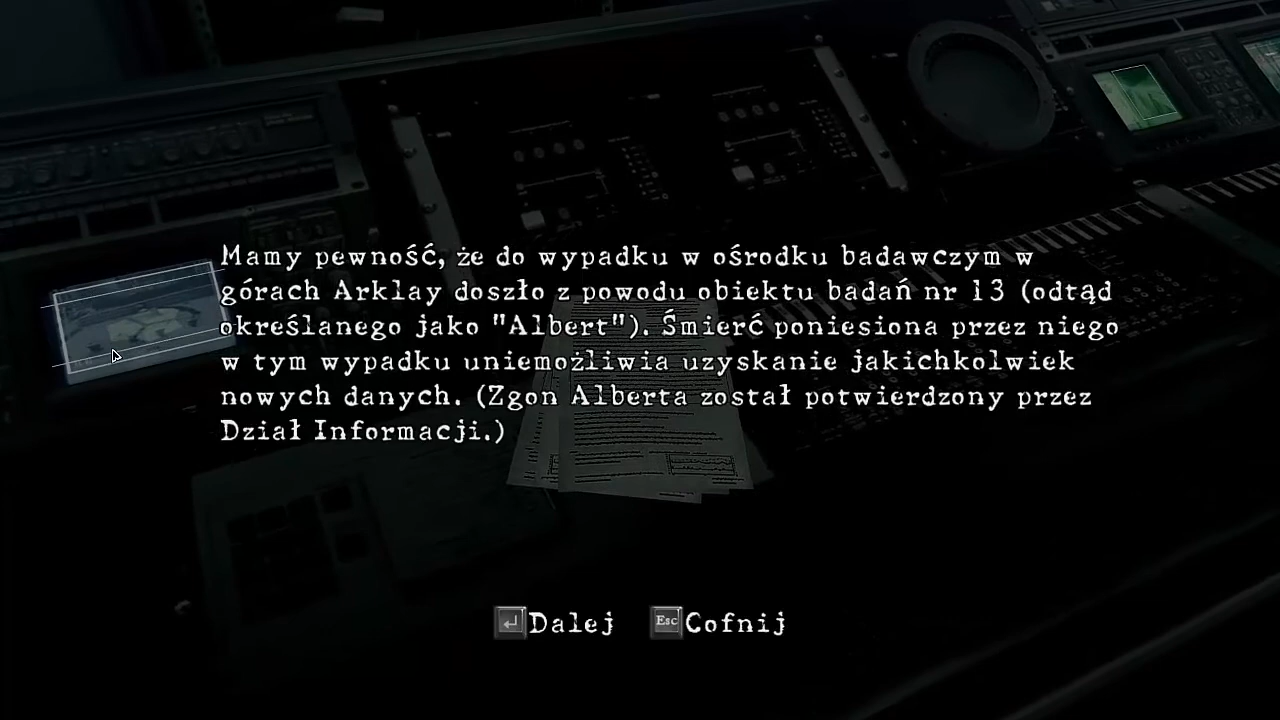 Mamy pewność, że do wypadku w ośrodku badawczym w
górach Arklay doszło z powodu obiektu badań nr 13 (odtąd
określanego jako "Albert"). Śmierć poniesiona przez niego
w tym wypadku uniemożliwia uzyskanie jakichkolwiek
nowych danych. (Zgon Alberta został potwierdzony przez
Dział Informacji.)
Dalej Esc Cofnij